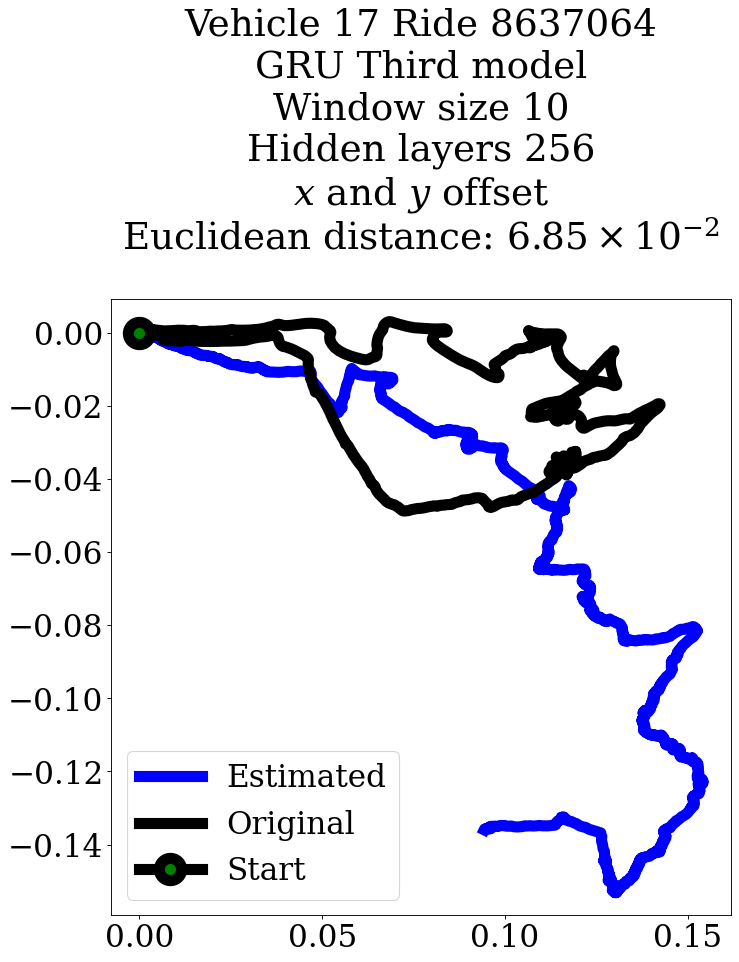 Vehicle 17 Ride 8637064
GRU Third model
Window size 10
Hidden layers 256
x and y offset
Euclidean distance: 6.85 × 10⁻²
0.00
−0.02
−0.04
−0.06
−0.08
−0.10
−0.12
−0.14
Estimated
Original
Start
0.00 0.05 0.10 0.15